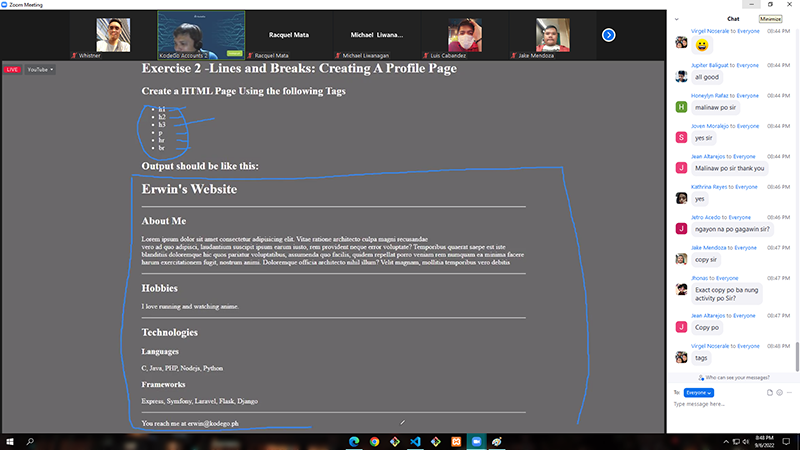 Zoom Meeting
Whistner
KodeGo Accounts 2
Racquel Mata
Racquel Mata
Michael Liwana...
Michael Liwanagan
Luis Cabandez
Jake Mendoza
LIVE
YouTube
Exercise 2 -Lines and Breaks: Creating A Profile Page
Create a HTML Page Using the following Tags
h1
h2
h3
p
hr
br
Output should be like this:
Erwin's Website
About Me
Lorem ipsum dolor sit amet consectetur adipisicing elit. Vitae ratione architecto culpa magni recusandae
vero ad quo adipisci, laudantium suscipit ipsum earum iusto, rem provident neque error voluptate? Temporibus quaerat saepe est iste
blanditiis doloremque hic quos pariatur voluptatibus, assumenda quo facilis, quidem repellat porro veniam rem numquam ea minima facere
harum exercitationem fugit, nostrum animi. Doloremque officia architecto nihil illum? Velit magnam, mollitia temporibus vero debitis
Hobbies
I love running and watching anime.
Technologies
Languages
C, Java, PHP, Nodejs, Python
Frameworks
Express, Symfony, Laravel, Flask, Django
You reach me at erwin@kodego.ph
Chat
Minimize
Virgel Noserale to Everyone 08:44 PM
Jupiter Baliguat to Everyone 08:44 PM
all good
Honeylyn Rafaz to Everyone 08:44 PM
malinaw po sir
Joven Moralejo to Everyone 08:44 PM
yes sir
Jean Altarejos to Everyone 08:44 PM
Malinaw po sir thank you
Kathrina Reyes to Everyone 08:46 PM
yes
Jetro Acedo to Everyone 08:46 PM
ngayon na po gagawin sir?
Jake Mendoza to Everyone 08:47 PM
copy sir
Jhonas to Everyone 08:47 PM
Exact copy po ba nung
activity po Sir?
Jean Altarejos to Everyone 08:47 PM
Copy po
Virgel Noserale to Everyone 08:48 PM
tags
Who can see your messages?
To: Everyone
Type message here...
8:48 PM
9/6/2022